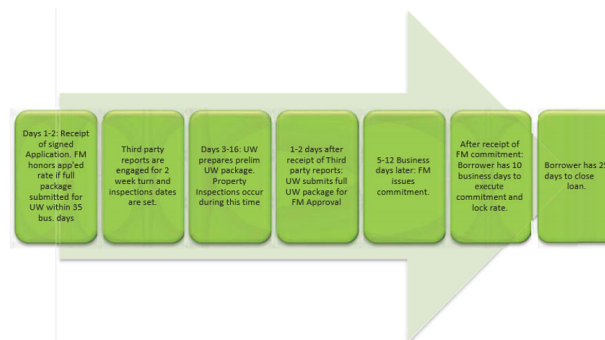 Days 1-2: Receipt
of signed
Application. FM
honors app'ed
rate if full
package
submitted for
UW within 35
bus. days
Third party
reports are
engaged for 2
week turn and
inspections dates
are set.
Days 3-16: UW
prepares prelim
UW package.
Property
Inspections occur
during this time
1-2 days after
receipt of Third
party reports:
UW submits full
UW package for
FM Approval
5-12 Business
days later: FM
issues
commitment.
After receipt of
FM commitment:
Borrower has 10
business days to
execute
commitment and
lock rate.
Borrower has 25
days to close
loan.